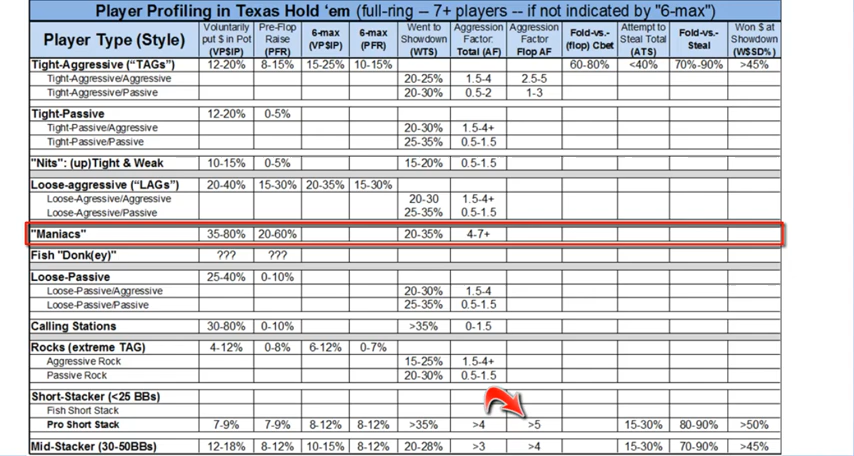 Player Profiling in Texas Hold 'em (full-ring -- 7+ players -- if not indicated by "6-max")
Player Type (Style) Voluntarily put $ in Pot (VP$IP) Pre-Flop Raise (PFR) 6-max (VP$IP) 6-max (PFR) Went to Showdown (WTS) Aggression Factor: Total (AF) Aggression Factor Flop AF Fold-vs.- (flop) Cbet Attempt to Steal Total (ATS) Fold-vs.- Steal Won $ at Showdown (W$SD%)
Tight-Aggressive ("TAGs") 12-20% 8-15% 15-25% 10-15% 60-80% <40% 70%-90% >45%
Tight-Aggressive/Aggressive 20-25% 1.5-4 2.5-5
Tight-Aggressive/Passive 20-30% 0.5-2 1-3
Tight-Passive 12-20% 0-5%
Tight-Passive/Aggressive 20-30% 1.5-4+
Tight-Passive/Passive 25-35% 0.5-1.5
"Nits": (up)Tight & Weak 10-15% 0-5% 15-20% 0.5-1.5
Loose-aggressive ("LAGs") 20-40% 15-30% 20-35% 15-30%
Loose-Agressive/Aggressive 20-30 1.5-4+
Loose-Agressive/Passive 25-35% 0.5-1.5
"Maniacs" 35-80% 20-60% 20-35% 4-7+
Fish "Donk(ey)" ??? ???
Loose-Passive 25-40% 0-10%
Loose-Passive/Aggressive 20-30% 1.5-4
Loose-Passive/Passive 25-35% 0.5-1.5
Calling Stations 30-80% 0-10% >35% 0-1.5
Rocks (extreme TAG) 4-12% 0-8% 6-12% 0-7%
Aggressive Rock 15-25% 1.5-4+
Passive Rock 20-30% 0.5-1.5
Short-Stacker (<25 BBs)
Fish Short Stack
Pro Short Stack 7-9% 7-9% 8-12% 8-12% >35% >4 >5 15-30% 80-90% >50%
Mid-Stacker (30-50BBs) 12-18% 8-12% 10-15% 8-12% 20-28% >3 >4 15-30% 70-90% >45%